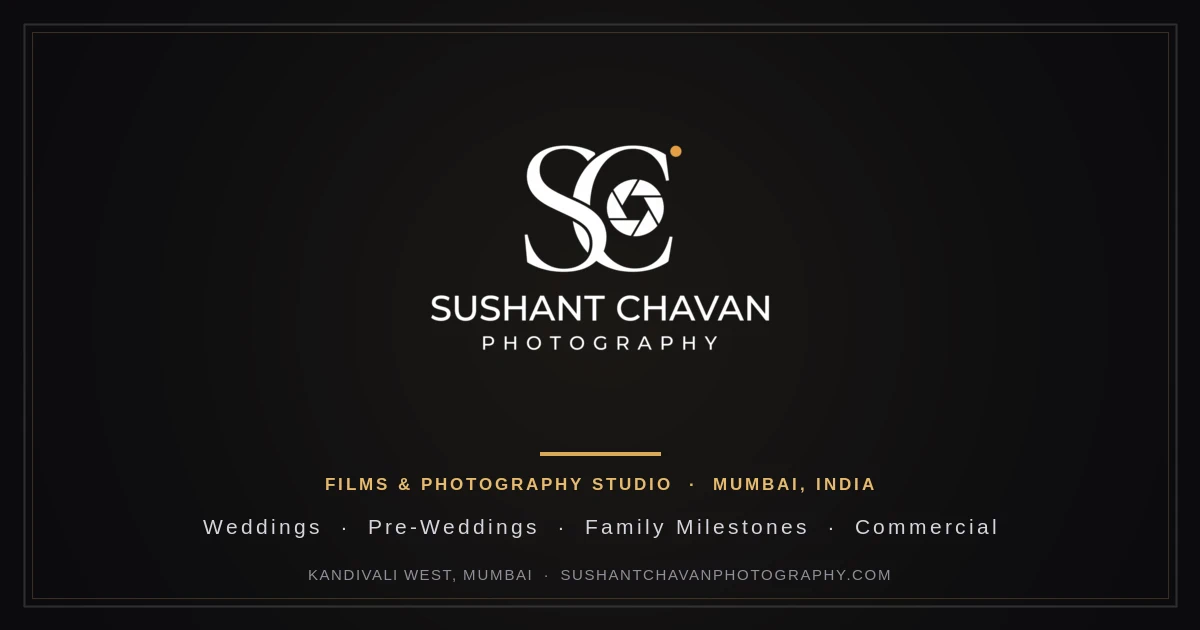 SC
SUSHANT CHAVAN
PHOTOGRAPHY
FILMS & PHOTOGRAPHY STUDIO · MUMBAI, INDIA
Weddings · Pre-Weddings · Family Milestones · Commercial
KANDIVALI WEST, MUMBAI · SUSHANTCHAVANPHOTOGRAPHY.COM